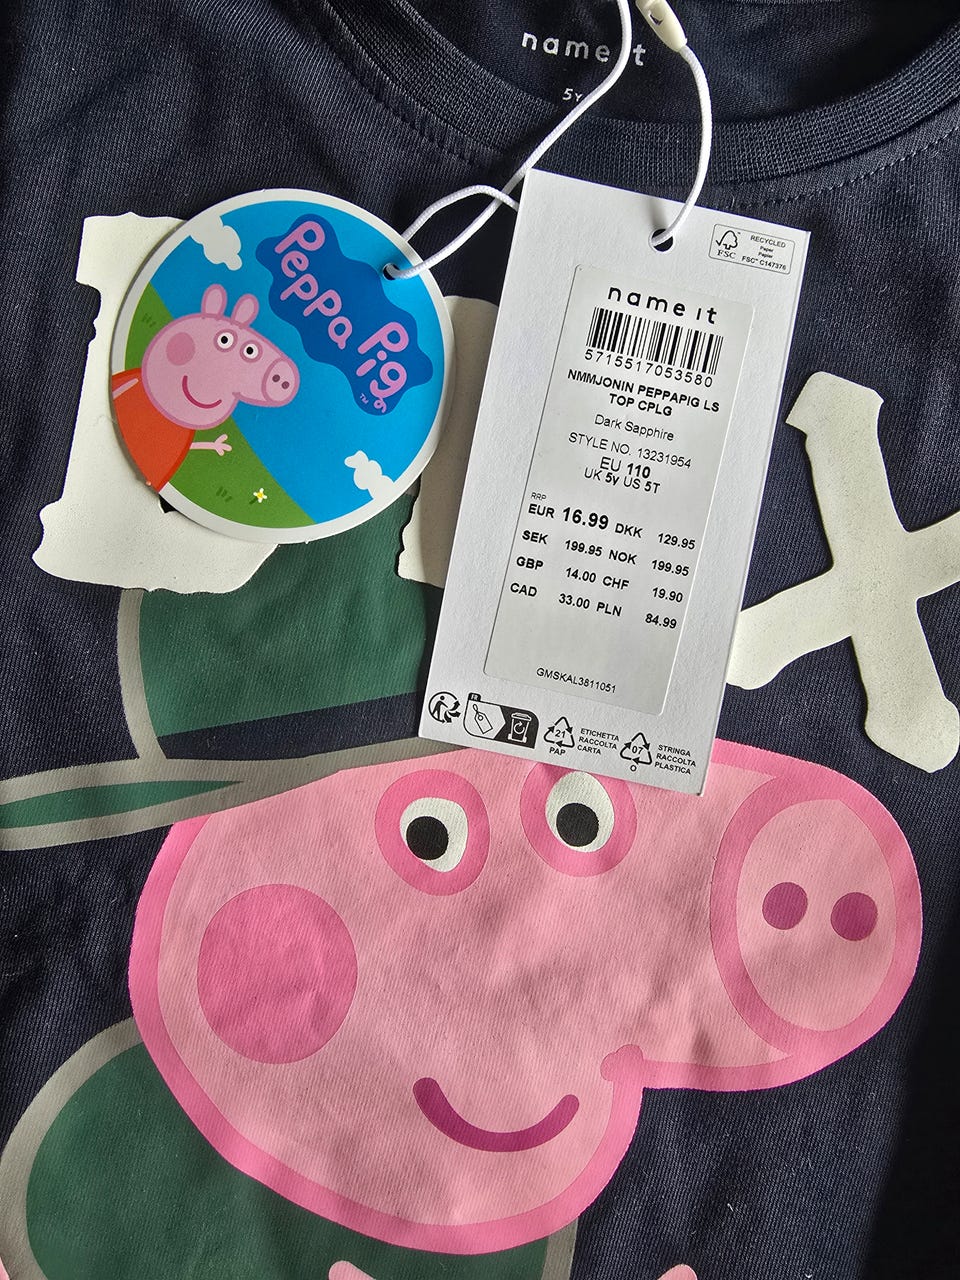 name it
5Y
Peppa
Pig
TM
FSC
RECYCLED
Paper
Papier
FSC™ C147376
name it
5715517053580
NMMJONIN PEPPAPIG LS
TOP CPLG
Dark Sapphire
STYLE NO. 13231954
EU 110
UK 5y US 5T
RRP
EUR 16.99 DKK 129.95
SEK 199.95 NOK 199.95
GBP 14.00 CHF 19.90
CAD 33.00 PLN 84.99
GMSKAL3811051
FR
21
PAP
ETICHETTA
RACCOLTA
CARTA
07
O
STRINGA
RACCOLTA
PLASTICA
X